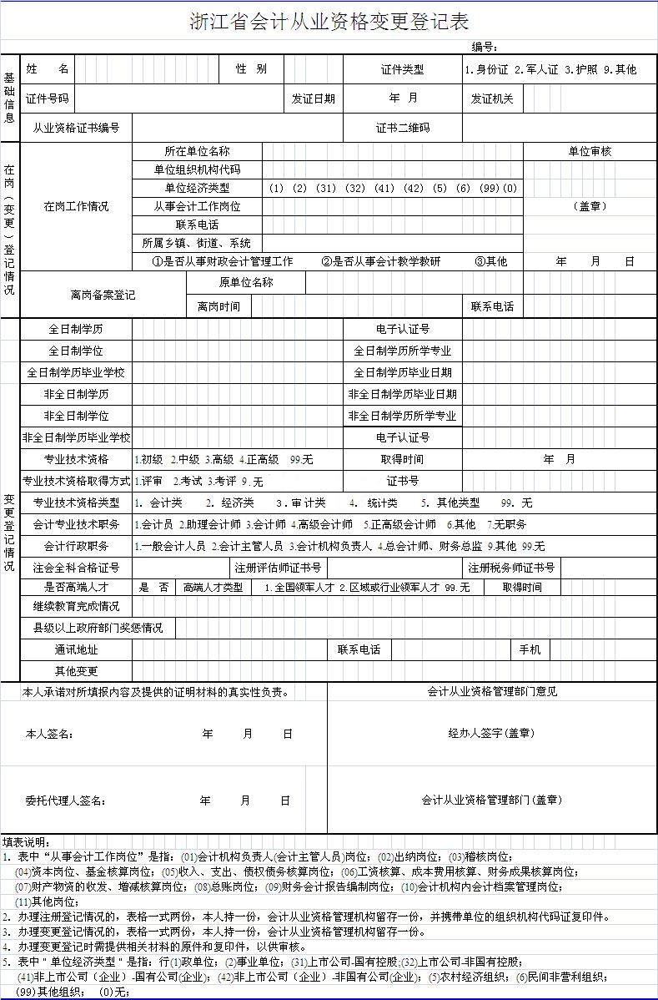 浙江省会计从业资格变更登记表
编号：
基础信息
姓 名
性 别
证件类型
1.身份证 2.军人证 3.护照 9.其他
证件号码
发证日期
年 月
发证机关
从业资格证书编号
证书二维码
在岗（变更）登记情况
在岗工作情况
所在单位名称
单位审核
单位组织机构代码
单位经济类型
(1) (2) (31) (32) (41) (42) (5) (6) (99)(0)
从事会计工作岗位
（盖章）
联系电话
所属乡镇、街道、系统
①是否从事财政会计管理工作 ②是否从事会计教学教研 ③其他
年 月 日
离岗备案登记
原单位名称
离岗时间
联系电话
变更登记情况
全日制学历
电子认证号
全日制学位
全日制学历所学专业
全日制学历毕业学校
全日制学历毕业日期
非全日制学历
非全日制学历毕业日期
非全日制学位
非全日制学历所学专业
非全日制学历毕业学校
电子认证号
专业技术资格
1.初级 2.中级 3.高级 4.正高级 99.无
取得时间
年 月
专业技术资格取得方式
1.评审 2.考试 3.考评 9.无
证书号
专业技术资格类型
1. 会计类 2. 经济类 3.审计类 4. 统计类 5. 其他类型 99. 无
会计专业技术职务
1.会计员 2.助理会计师 3.会计师 4.高级会计师 5.正高级会计师 6.其他 7.无职务
会计行政职务
1.一般会计人员 2.会计主管人员 3.会计机构负责人 4.总会计师、财务总监 9.其他 99.无
注会全科合格证号
注册评估师证书号
注册税务师证书号
是否高端人才
是 否
高端人才类型
1.全国领军人才 2.区域或行业领军人才 99.无
取得时间
继续教育完成情况
县级以上政府部门奖惩情况
通讯地址
联系电话
手机
其他变更
本人承诺对所填报内容及提供的证明材料的真实性负责。
会计从业资格管理部门意见
本人签名：
年 月 日
经办人签字(盖章)
委托代理人签名：
年 月 日
会计从业资格管理部门(盖章)
填表说明：
1．表中“从事会计工作岗位”是指：(01)会计机构负责人(会计主管人员)岗位；(02)出纳岗位；(03)稽核岗位；
(04)资本岗位、基金核算岗位；(05)收入、支出、债权债务核算岗位；(06)工资核算、成本费用核算、财务成果核算岗位；
(07)财产物资的收发、增减核算岗位；(08)总账岗位；(09)财务会计报告编制岗位；(10)会计机构内会计档案管理岗位；
(11)其他岗位；
2．办理注册登记情况的，表格一式两份，本人持一份，会计从业资格管理机构留存一份，并携带单位的组织机构代码证复印件。
3．办理变更登记情况的，表格一式两份，本人持一份，会计从业资格管理机构留存一份。
4．办理变更登记时需提供相关材料的原件和复印件，以供审核。
5．表中＂单位经济类型＂是指：行(1)政单位；(2)事业单位；(31)上市公司-国有控股;(32)上市公司-非国有控股；
(41)非上市公司（企业）-国有公司(企业)；(42)非上市公司（企业）-非国有公司(企业)；(5)农村经济组织；(6)民间非营利组织；
(99)其他组织； (0)无；